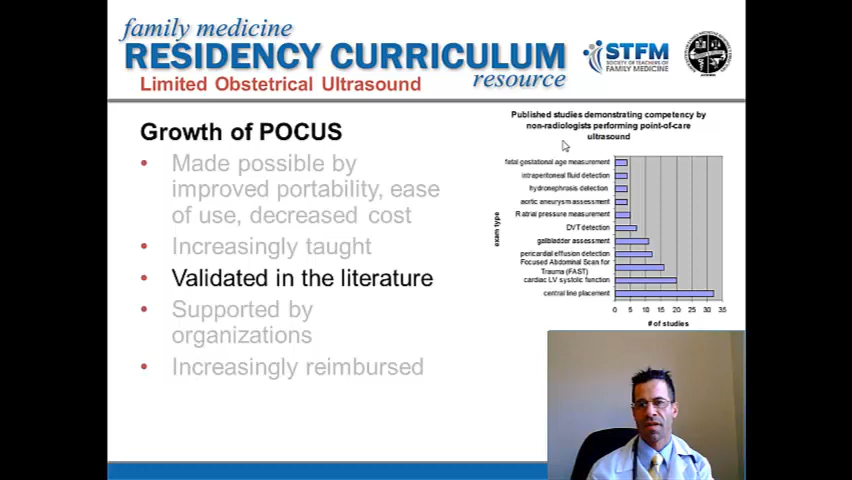 family medicine
RESIDENCY CURRICULUM
resource
Limited Obstetrical Ultrasound
STFM
SOCIETY OF TEACHERS
OF FAMILY MEDICINE
Growth of POCUS
• Made possible by
improved portability, ease
of use, decreased cost
• Increasingly taught
• Validated in the literature
• Supported by
organizations
• Increasingly reimbursed
Published studies demonstrating competency by
non-radiologists performing point-of-care
ultrasound
exam type
fetal gestational age measurement
intraperitoneal fluid detection
hydronephrosis detection
aortic aneurysm assessment
R atrial pressure measurement
DVT detection
gallbladder assessment
pericardial effusion detection
Focused Abdominal Scan for
Trauma (FAST)
cardiac LV systolic function
central line placement
0 5 10 15 20 25 30 35
# of studies